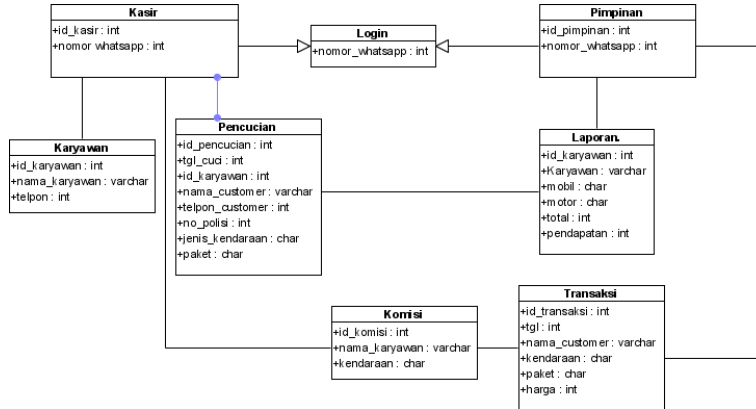 Kasir
+id_kasir : int
+nomor whatsapp : int
Login
+nomor_whatsapp : int
Pimpinan
+id_pimpinan : int
+nomor_whatsapp : int
Karyawan
+id_karyawan : int
+nama_karyawan : varchar
+telpon : int
Pencucian
+id_pencucian : int
+tgl_cuci : int
+id_karyawan : int
+nama_customer : varchar
+telpon_customer : int
+no_polisi : int
+jenis_kendaraan : char
+paket : char
Laporan.
+id_karyawan : int
+Karyawan : varchar
+mobil : char
+motor : char
+total : int
+pendapatan : int
Komisi
+id_komisi : int
+nama_karyawan : varchar
+kendaraan : char
Transaksi
+id_transaksi : int
+tgl : int
+nama_customer : varchar
+kendaraan : char
+paket : char
+harga : int